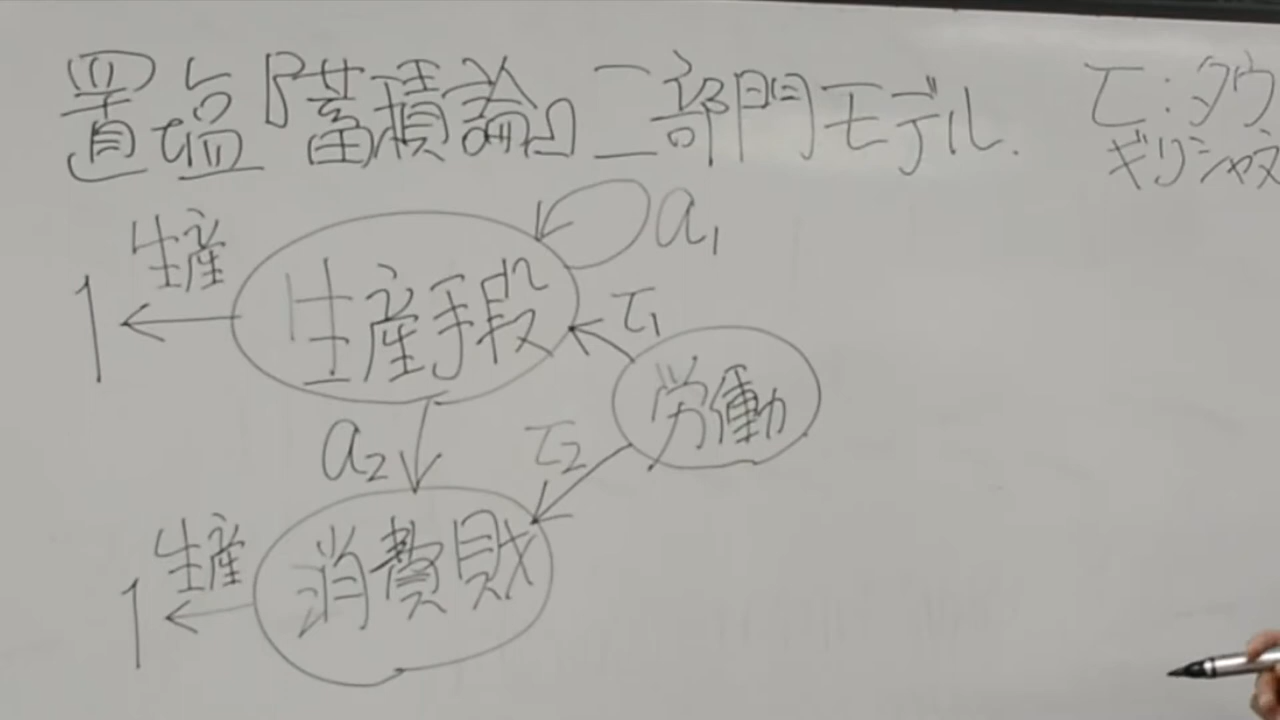 置塩『蓄積論』二部門モデル.
τ:タウ
ギリシャ文
生産
1
生産手段
a₁
τ₁
労働
a₂
τ₂
生産
1
消費財